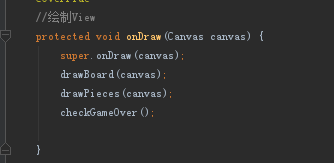 //绘制View
protected void onDraw(Canvas canvas) {
super.onDraw(canvas);
drawBoard(canvas);
drawPieces(canvas);
checkGameOver();
}